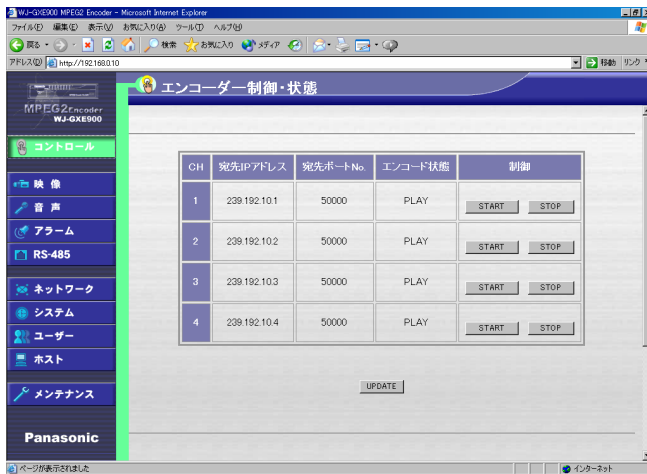 WJ-GXE900 MPEG2 Encoder - Microsoft Internet Explorer
ファイル(F) 編集(E) 表示(V) お気に入り(A) ツール(T) ヘルプ(H)
戻る 検索 お気に入り メディア
アドレス(D) http://192.168.0.10 移動 リンク
MPEG2Encoder
WJ-GXE900
エンコーダー制御・状態
コントロール
映 像
音 声
アラーム
RS-485
ネットワーク
システム
ユーザー
ホスト
メンテナンス
Panasonic
CH 宛先IPアドレス 宛先ポートNo. エンコード状態 制御
1 239.192.10.1 50000 PLAY START STOP
2 239.192.10.2 50000 PLAY START STOP
3 239.192.10.3 50000 PLAY START STOP
4 239.192.10.4 50000 PLAY START STOP
UPDATE
ページが表示されました インターネット